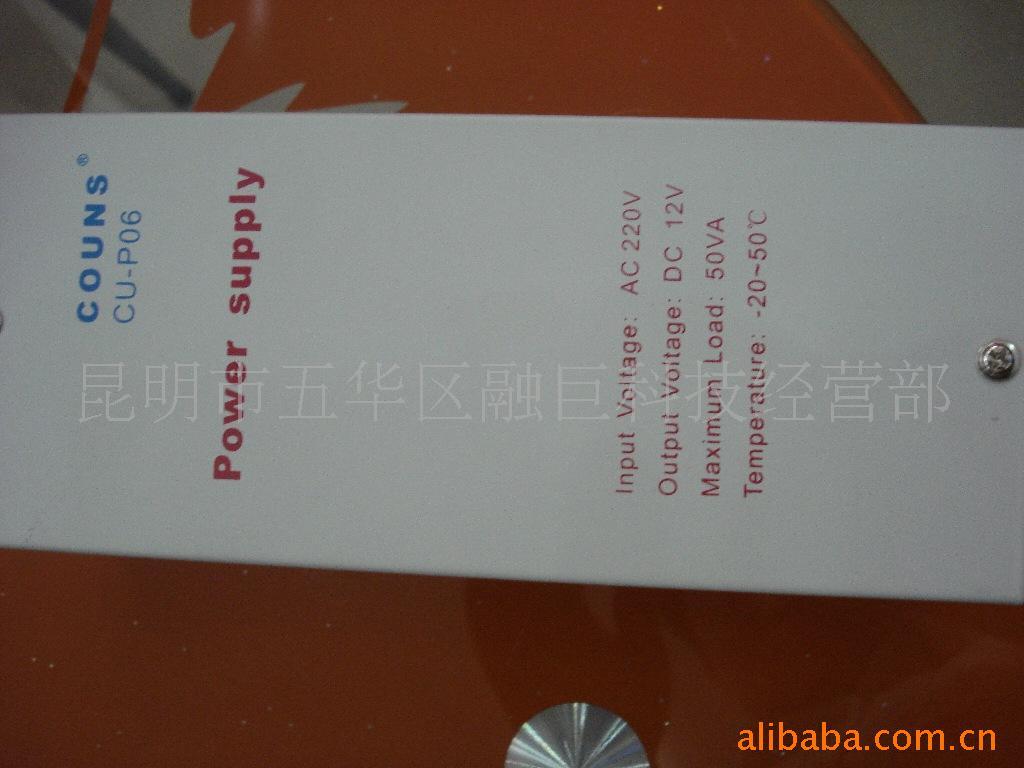 COUNS®
CU-P06
Power supply
Input Voltage: AC 220V
Output Voitage: DC 12V
Maximum Load: 50VA
Temperature: -20~50℃
昆明市五华区融巨科技经营部
alibaba.com.cn